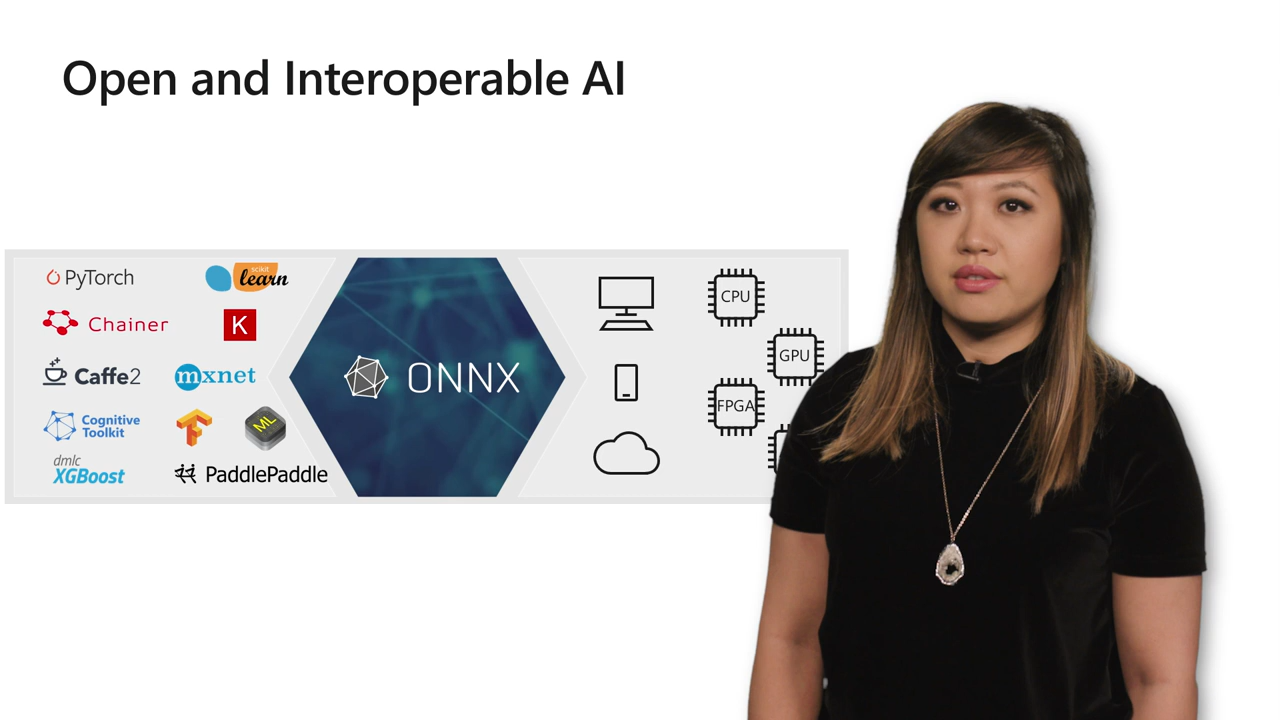 Open and Interoperable AI
PyTorch
scikit
learn
Chainer
K
Caffe2
mxnet
Cognitive
Toolkit
ML
dmlc
XGBoost
PaddlePaddle
ONNX
CPU
GPU
FPGA